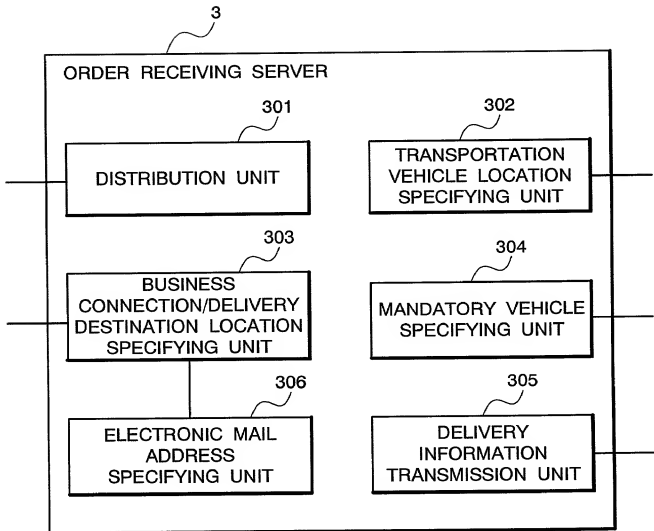 3
ORDER RECEIVING SERVER
301
DISTRIBUTION UNIT
302
TRANSPORTATION
VEHICLE LOCATION
SPECIFYING UNIT
303
BUSINESS
CONNECTION/DELIVERY
DESTINATION LOCATION
SPECIFYING UNIT
304
MANDATORY VEHICLE
SPECIFYING UNIT
306
ELECTRONIC MAIL
ADDRESS
SPECIFYING UNIT
305
DELIVERY
INFORMATION
TRANSMISSION UNIT